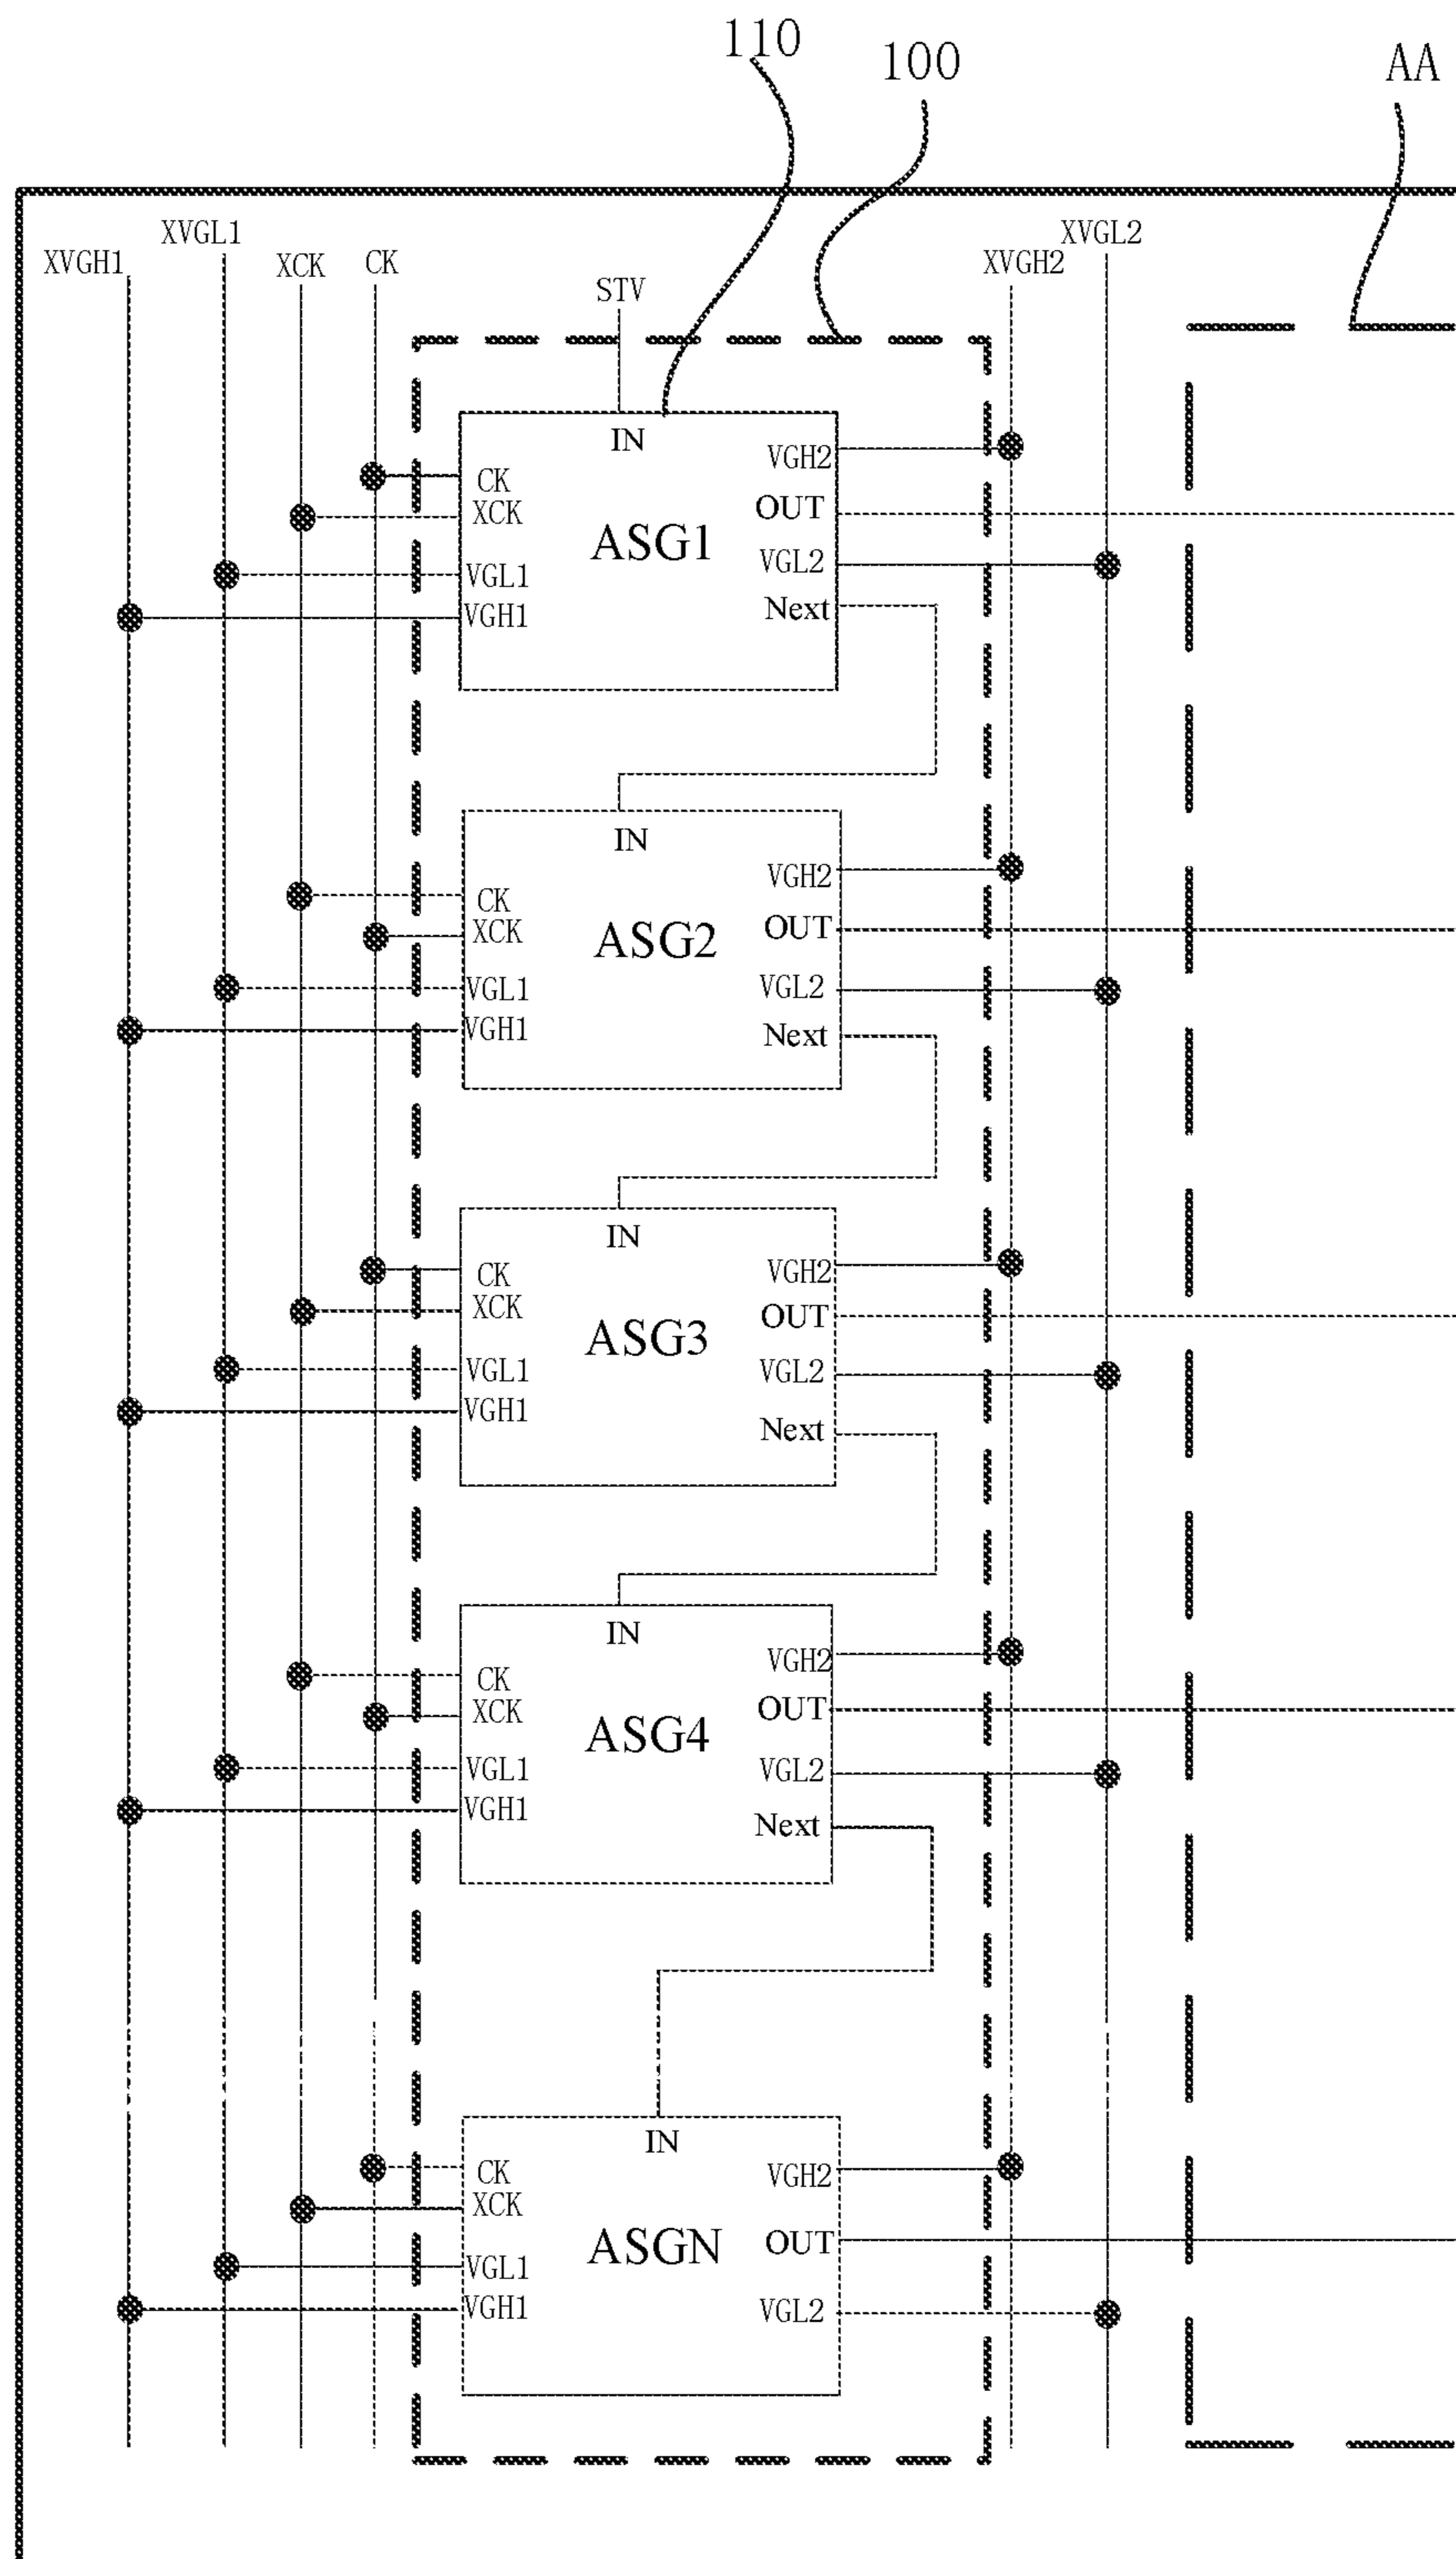 110
100
AA
XVGH1
XVGL1
XCK
CK
STV
XVGH2
XVGL2
IN
CK
XCK
VGL1
VGH1
ASG1
VGH2
OUT
VGL2
Next
IN
CK
XCK
VGL1
VGH1
ASG2
VGH2
OUT
VGL2
Next
IN
CK
XCK
VGL1
VGH1
ASG3
VGH2
OUT
VGL2
Next
IN
CK
XCK
VGL1
VGH1
ASG4
VGH2
OUT
VGL2
Next
IN
CK
XCK
VGL1
VGH1
ASGN
VGH2
OUT
VGL2